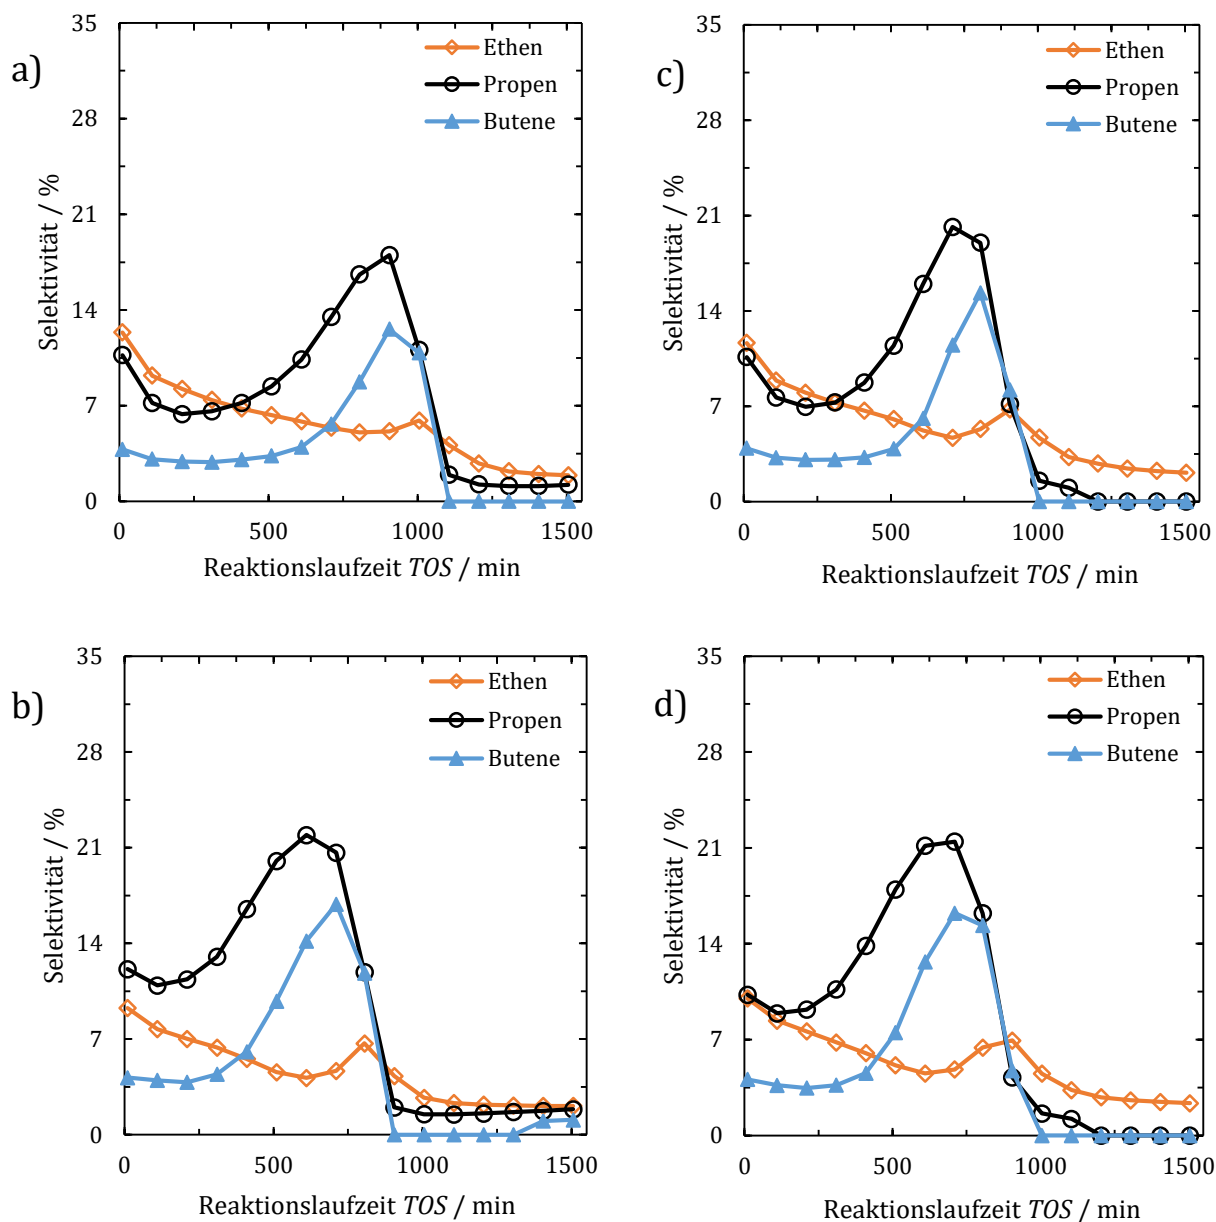 a)
35
28
21
14
7
0
Selektivität / %
Ethen
Propen
Butene
0
500
1000
1500
Reaktionslaufzeit TOS / min
c)
35
28
21
14
7
0
Selektivität / %
Ethen
Propen
Butene
0
500
1000
1500
Reaktionslaufzeit TOS / min
b)
35
28
21
14
7
0
Selektivität / %
Ethen
Propen
Butene
0
500
1000
1500
Reaktionslaufzeit TOS / min
d)
35
28
21
14
7
0
Selektivität / %
Ethen
Propen
Butene
0
500
1000
1500
Reaktionslaufzeit TOS / min